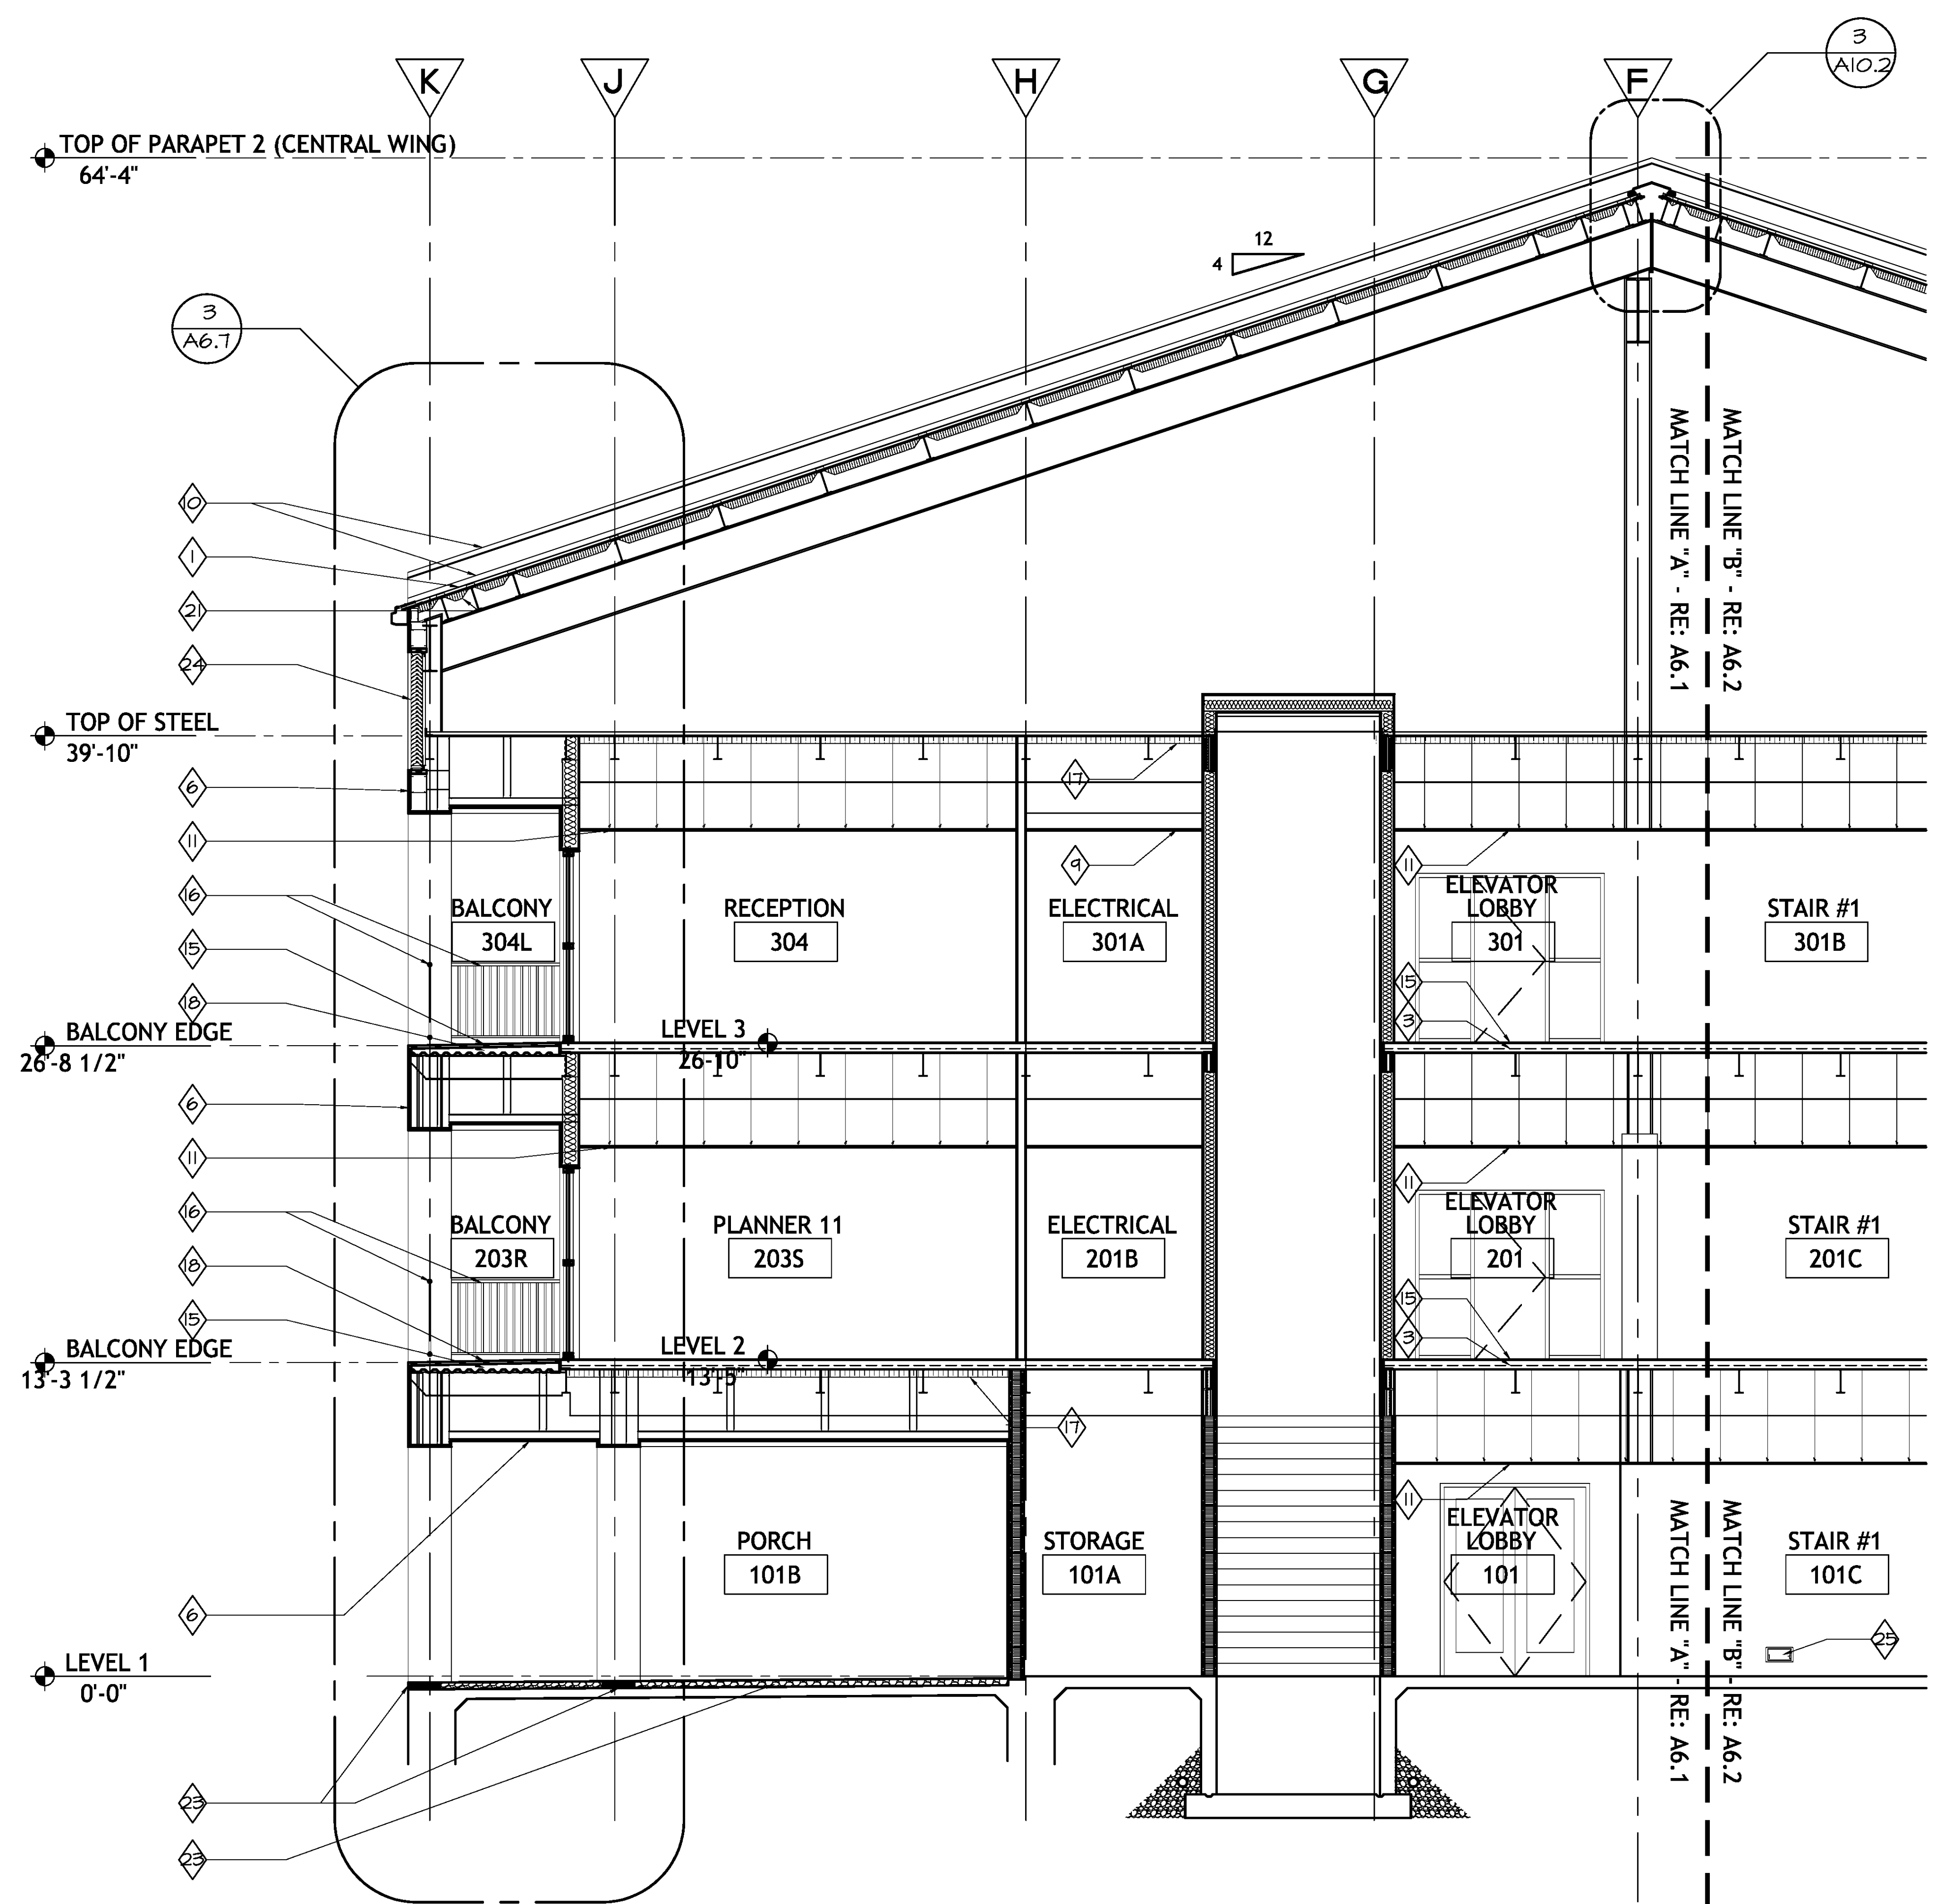 3
A10.2
K
J
H
G
F
TOP OF PARAPET 2 (CENTRAL WING)
64'-4"
12
4
3
A6.7
MATCH LINE "A" - RE: A6.1
MATCH LINE "B" - RE: A6.2
10
1
21
24
TOP OF STEEL
39'-10"
6
17
11
9
11
16
BALCONY
304L
RECEPTION
304
ELECTRICAL
301A
ELEVATOR
LOBBY
301
STAIR #1
301B
15
15
18
3
BALCONY EDGE
26'-8 1/2"
LEVEL 3
26'-10"
6
11
11
16
BALCONY
203R
PLANNER 11
203S
ELECTRICAL
201B
ELEVATOR
LOBBY
201
STAIR #1
201C
18
15
15
3
BALCONY EDGE
13'-3 1/2"
LEVEL 2
13'-5"
17
11
PORCH
101B
STORAGE
101A
ELEVATOR
LOBBY
101
STAIR #1
101C
MATCH LINE "A" - RE: A6.1
MATCH LINE "B" - RE: A6.2
6
25
LEVEL 1
0'-0"
23
23